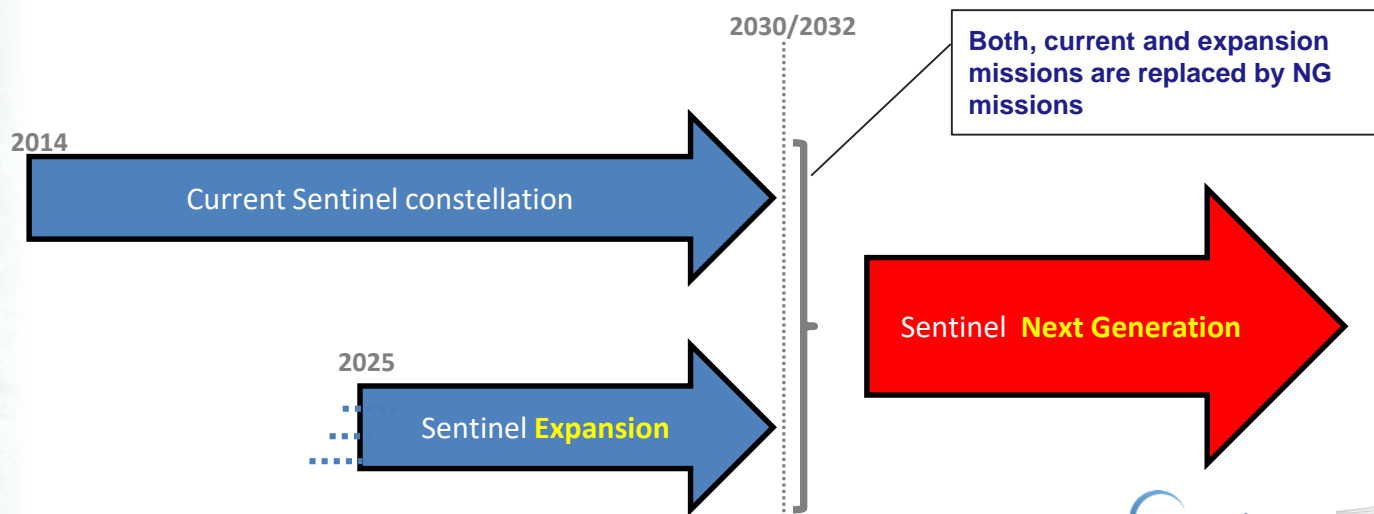 2030/2032
Both, current and expansion
missions are replaced by NG
missions
2014
Current Sentinel constellation
Sentinel Next Generation
2025
Sentinel Expansion